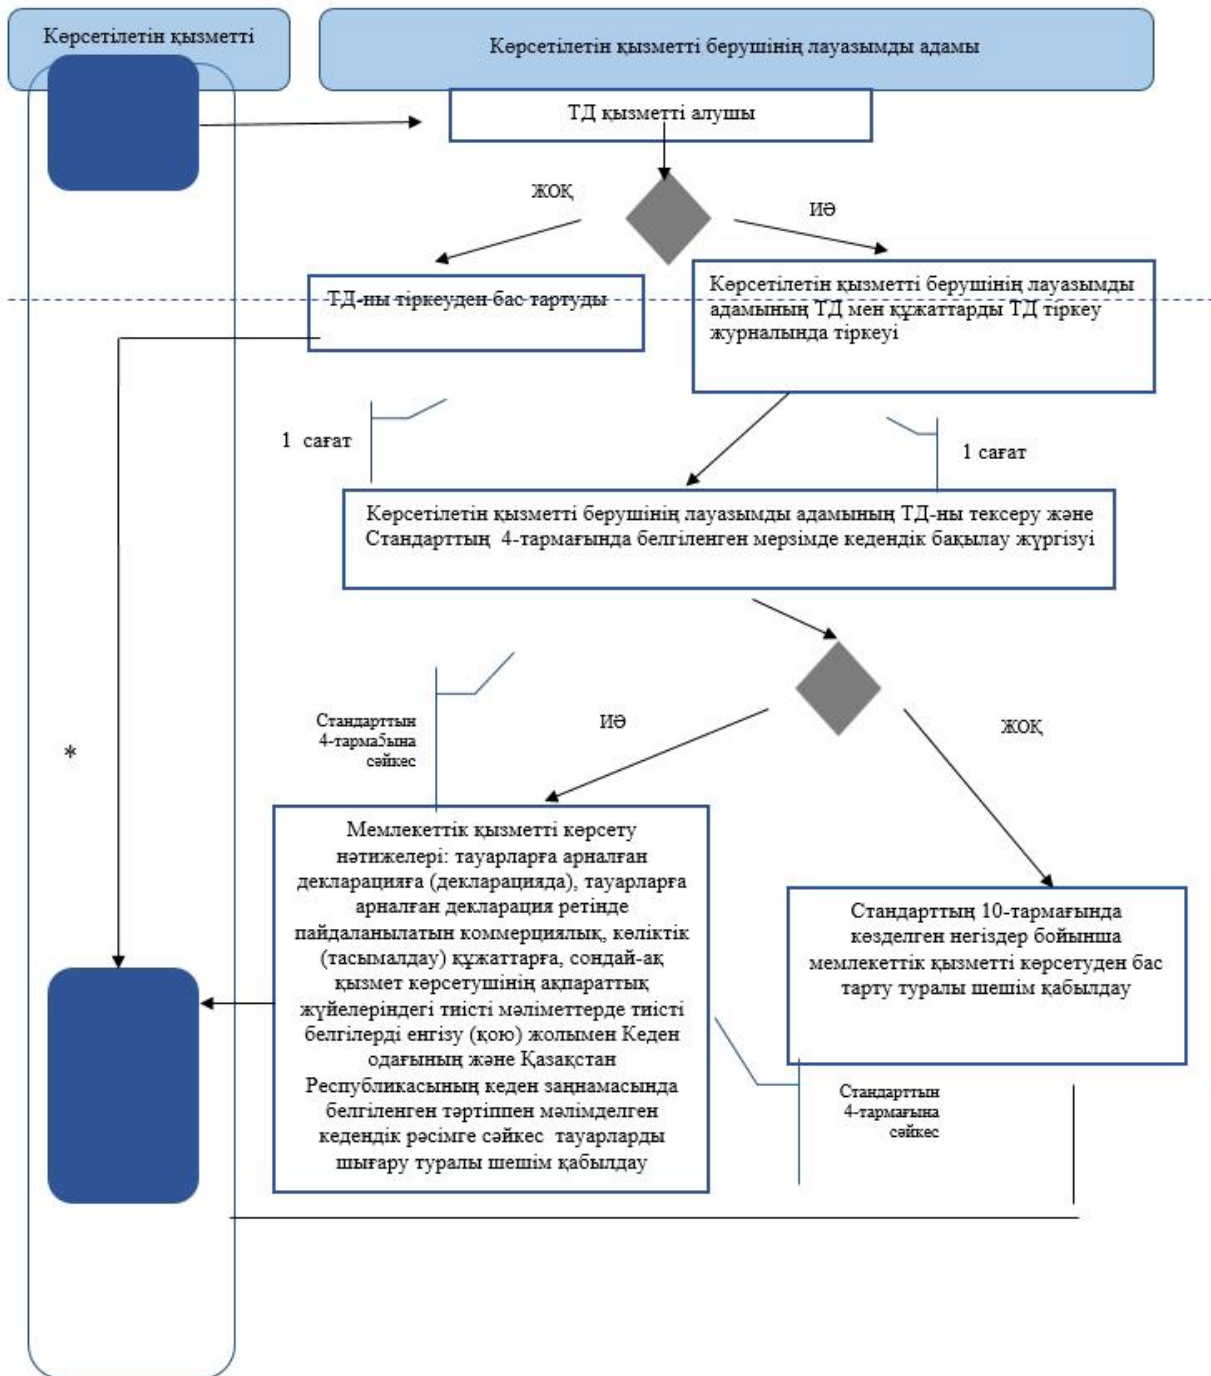 Көрсетілетін қызметті
Көрсетілетін қызметті берушінің лауазымды адамы
ТД қызметті алушы
ЖОҚ
ИӘ
ТД-ны тіркеуден бас тартуды
Көрсетілетін қызметті берушінің лауазымды
адамының ТД мен құжаттарды ТД тіркеу
журналында тіркеуі
1 сағат
1 сағат
Көрсетілетін қызметті берушінің лауазымды адамының ТД-ны тексеру және
Стандарттың 4-тармағында белгіленген мерзімде кедендік бақылау жүргізуі
Стандарттын
4-тарма5ына
сәйкес
ИӘ
ЖОҚ
*
Мемлекеттік қызметті көрсету
нәтижелері: тауарларға арналған
декларацияға (декларацияда), тауарларға
арналған декларация ретінде
пайдаланылатын коммерциялық, көліктік
(тасымалдау) құжаттарға, сондай-ақ
қызмет көрсетушінің ақпараттық
жүйелеріндегі тиісті мәліметтерде тиісті
белгілерді енгізу (қою) жолымен Кеден
одағының және Қазақстан
Республикасының кеден заңнамасында
белгіленген тәртіппен мәлімделген
кедендік рәсімге сәйкес тауарларды
шығару туралы шешім қабылдау
Стандарттың 10-тармағында
көзделген негіздер бойынша
мемлекеттік қызметті көрсетуден бас
тарту туралы шешім қабылдау
Стандарттын
4-тармағына
сәйкес